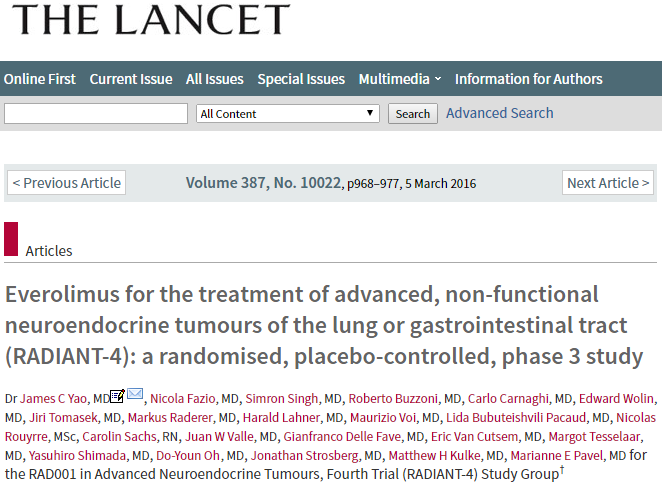 THE LANCET
Online First Current Issue All Issues Special Issues Multimedia Information for Authors
All Content Search Advanced Search
< Previous Article Volume 387, No. 10022, p968–977, 5 March 2016 Next Article >
Articles
Everolimus for the treatment of advanced, non-functional
neuroendocrine tumours of the lung or gastrointestinal tract
(RADIANT-4): a randomised, placebo-controlled, phase 3 study
Dr James C Yao, MD, Nicola Fazio, MD, Simron Singh, MD, Roberto Buzzoni, MD, Carlo Carnaghi, MD, Edward Wolin,
MD, Jiri Tomasek, MD, Markus Raderer, MD, Harald Lahner, MD, Maurizio Voi, MD, Lida Bubuteishvili Pacaud, MD, Nicolas
Rouyrre, MSc, Carolin Sachs, RN, Juan W Valle, MD, Gianfranco Delle Fave, MD, Eric Van Cutsem, MD, Margot Tesselaar,
MD, Yasuhiro Shimada, MD, Do-Youn Oh, MD, Jonathan Strosberg, MD, Matthew H Kulke, MD, Marianne E Pavel, MD for
the RAD001 in Advanced Neuroendocrine Tumours, Fourth Trial (RADIANT-4) Study Group†